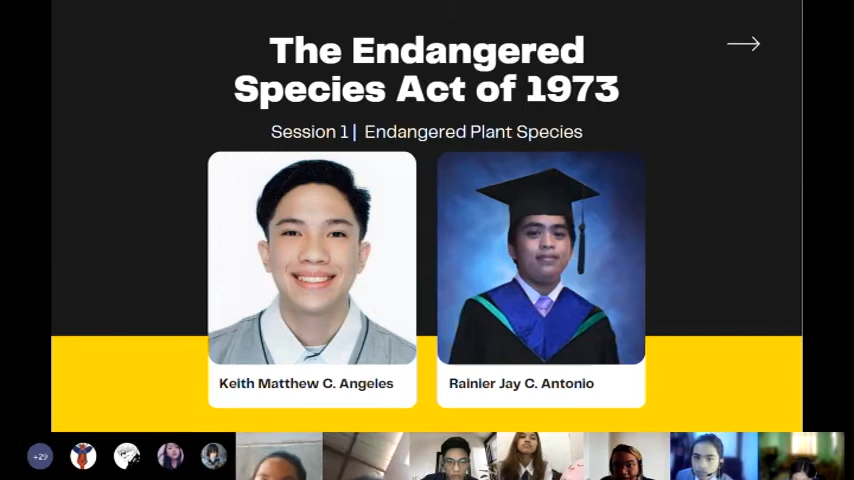 The Endangered
Species Act of 1973
Session 1 | Endangered Plant Species
Keith Matthew C. Angeles
Rainier Jay C. Antonio
+29